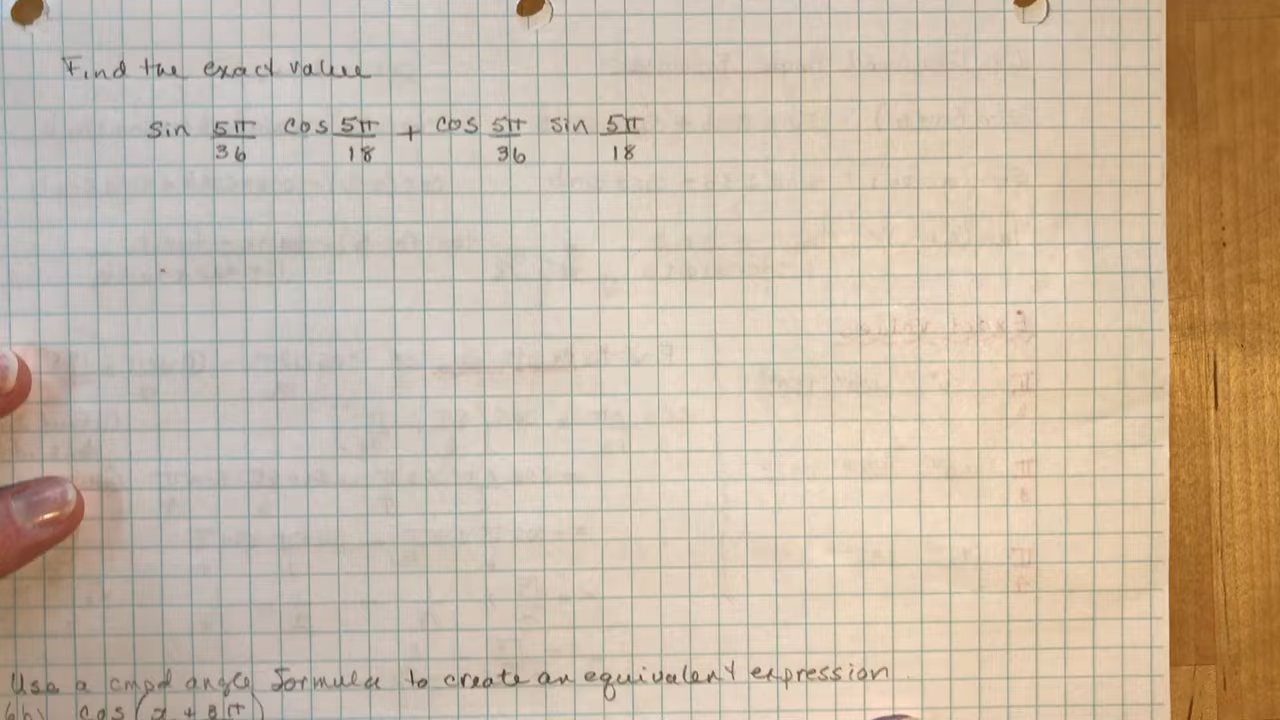 Find the exact value
sin 5π/36 cos 5π/18 + cos 5π/36 sin 5π/18
Use a cmpd angle formula to create an equivalent expression.
cos (x +